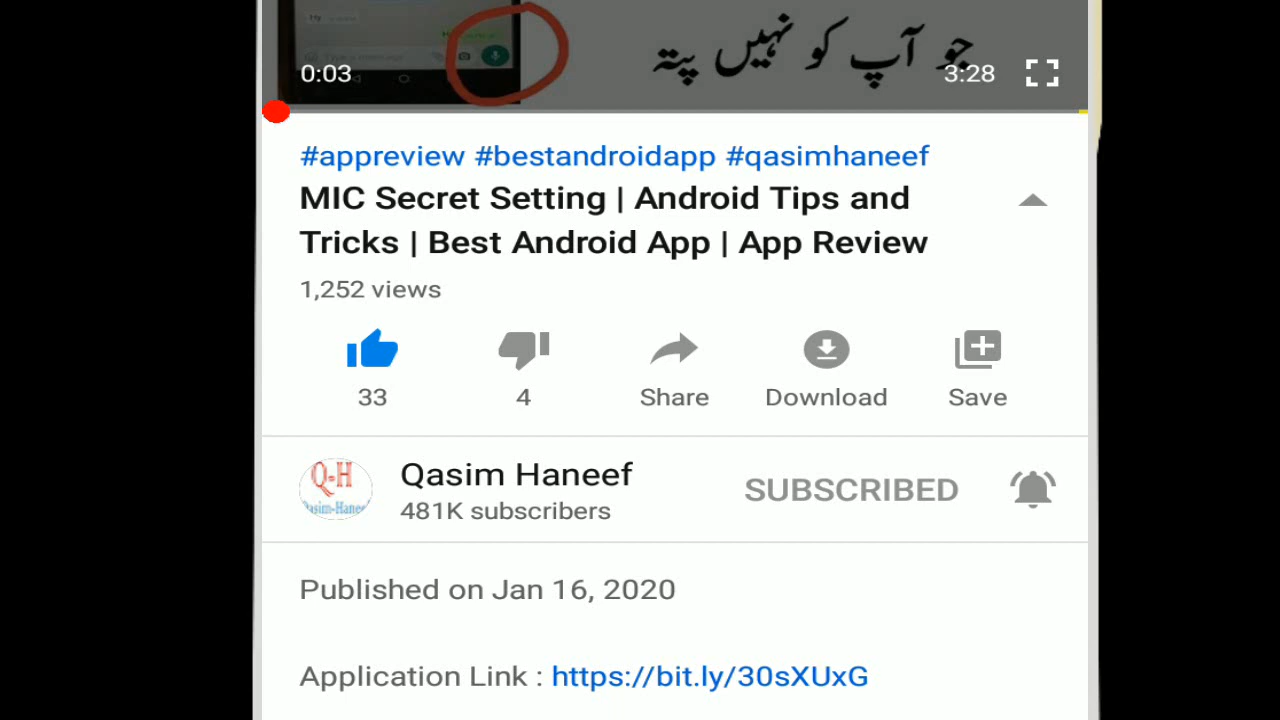 جو آپ کو نہیں پتہ
0:03
3:28
#appreview #bestandroidapp #qasimhaneef
MIC Secret Setting | Android Tips and
Tricks | Best Android App | App Review
1,252 views
33
4
Share
Download
Save
Q-H
Qasim Haneef
481K subscribers
SUBSCRIBED
Published on Jan 16, 2020
Application Link : https://bit.ly/30sXUxG